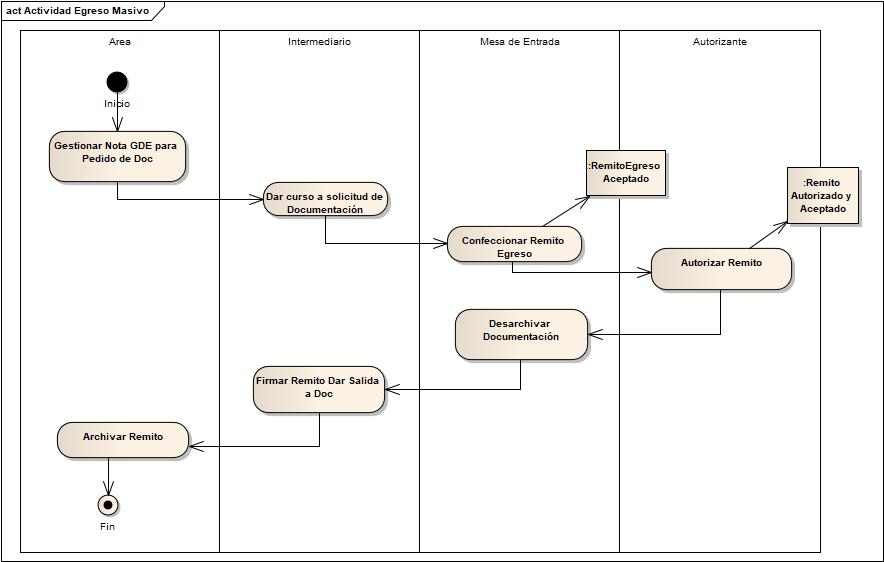 act Actividad Egreso Masivo
Area
Intermediario
Mesa de Entrada
Autorizante
Inicio
Gestionar Nota GDE para
Pedido de Doc
Dar curso a solicitud de
Documentación
:RemitoEgreso
Aceptado
:Remito
Autorizado y
Aceptado
Confeccionar Remito
Egreso
Autorizar Remito
Desarchivar
Documentación
Firmar Remito Dar Salida
a Doc
Archivar Remito
Fin